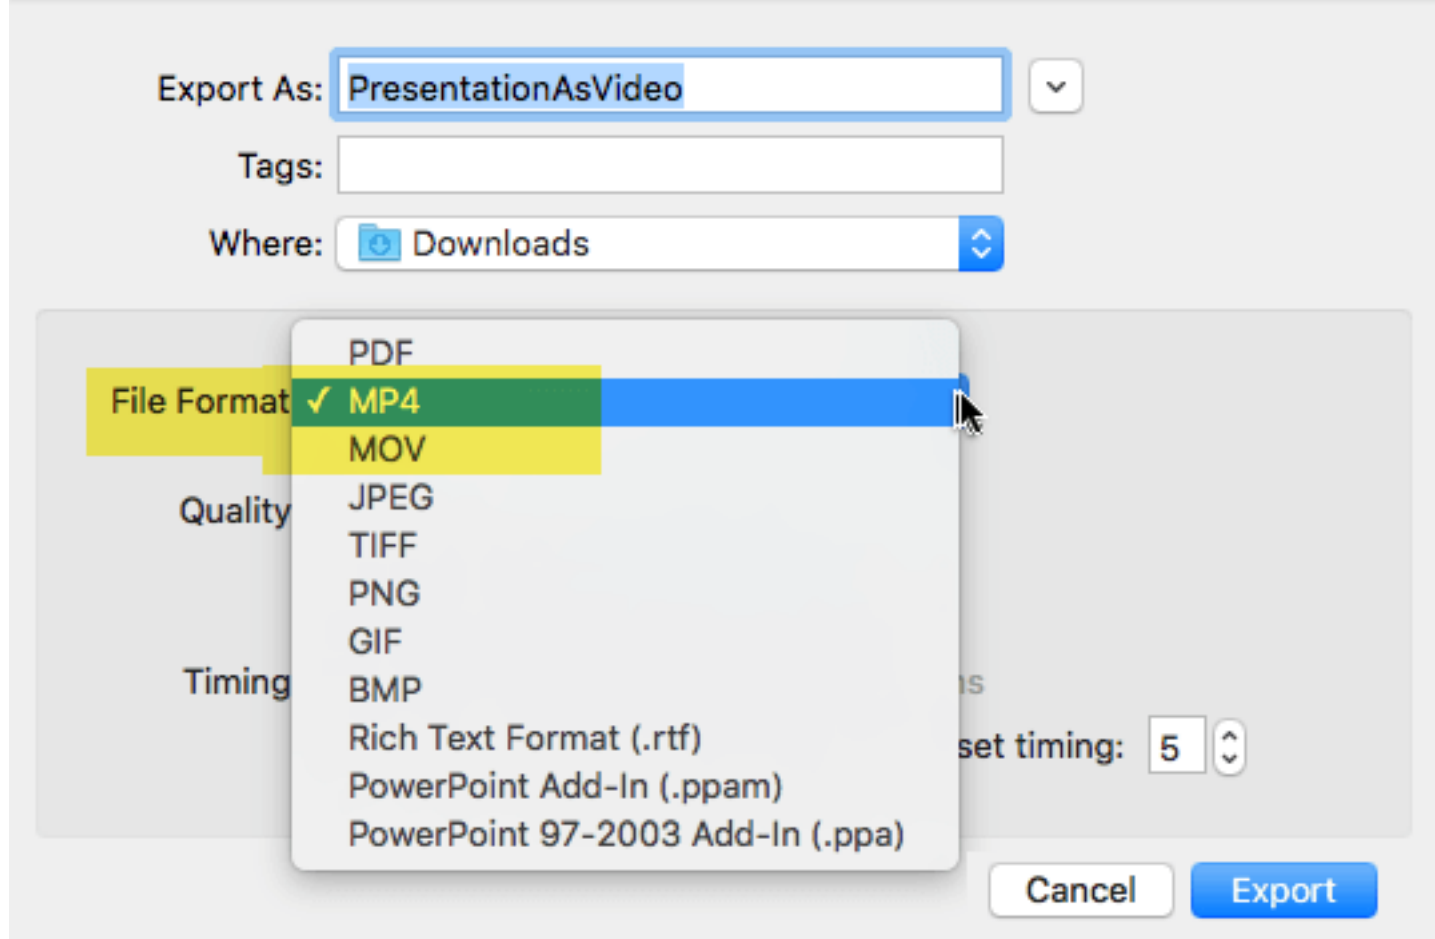 Export As: PresentationAsVideo
Tags:
Where: Downloads
PDF
File Format ✓ MP4
MOV
Quality
JPEG
TIFF
PNG
GIF
Timing
BMP
Rich Text Format (.rtf)
set timing: 5
PowerPoint Add-In (.ppam)
PowerPoint 97-2003 Add-In (.ppa)
Cancel Export